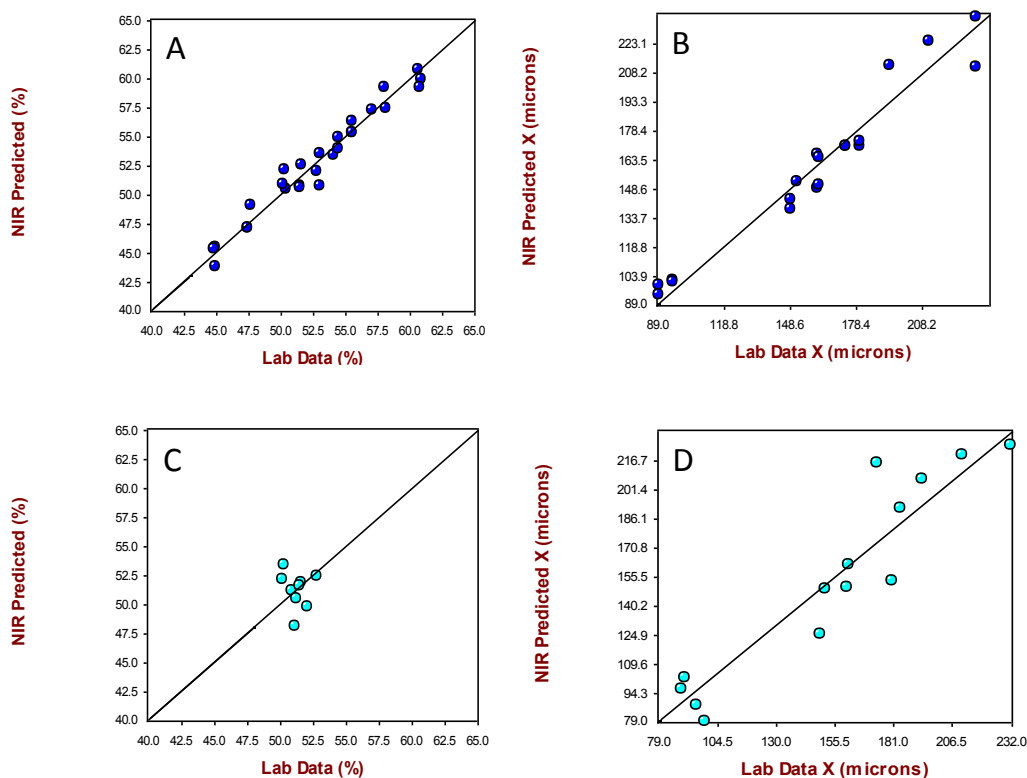 A
NIR Predicted (%)
65.0
62.5
60.0
57.5
55.0
52.5
50.0
47.5
45.0
42.5
40.0
40.0 42.5 45.0 47.5 50.0 52.5 55.0 57.5 60.0 62.5 65.0
Lab Data (%)
B
NIR Predicted X (microns)
223.1
208.2
193.3
178.4
163.5
148.6
133.7
118.8
103.9
89.0
89.0 118.8 148.6 178.4 208.2
Lab Data X (microns)
C
NIR Predicted (%)
65.0
62.5
60.0
57.5
55.0
52.5
50.0
47.5
45.0
42.5
40.0
40.0 42.5 45.0 47.5 50.0 52.5 55.0 57.5 60.0 62.5 65.0
Lab Data (%)
D
NIR Predicted X (microns)
216.7
201.4
186.1
170.8
155.5
140.2
124.9
109.6
94.3
79.0
79.0 104.5 130.0 155.5 181.0 206.5 232.0
Lab Data X (microns)